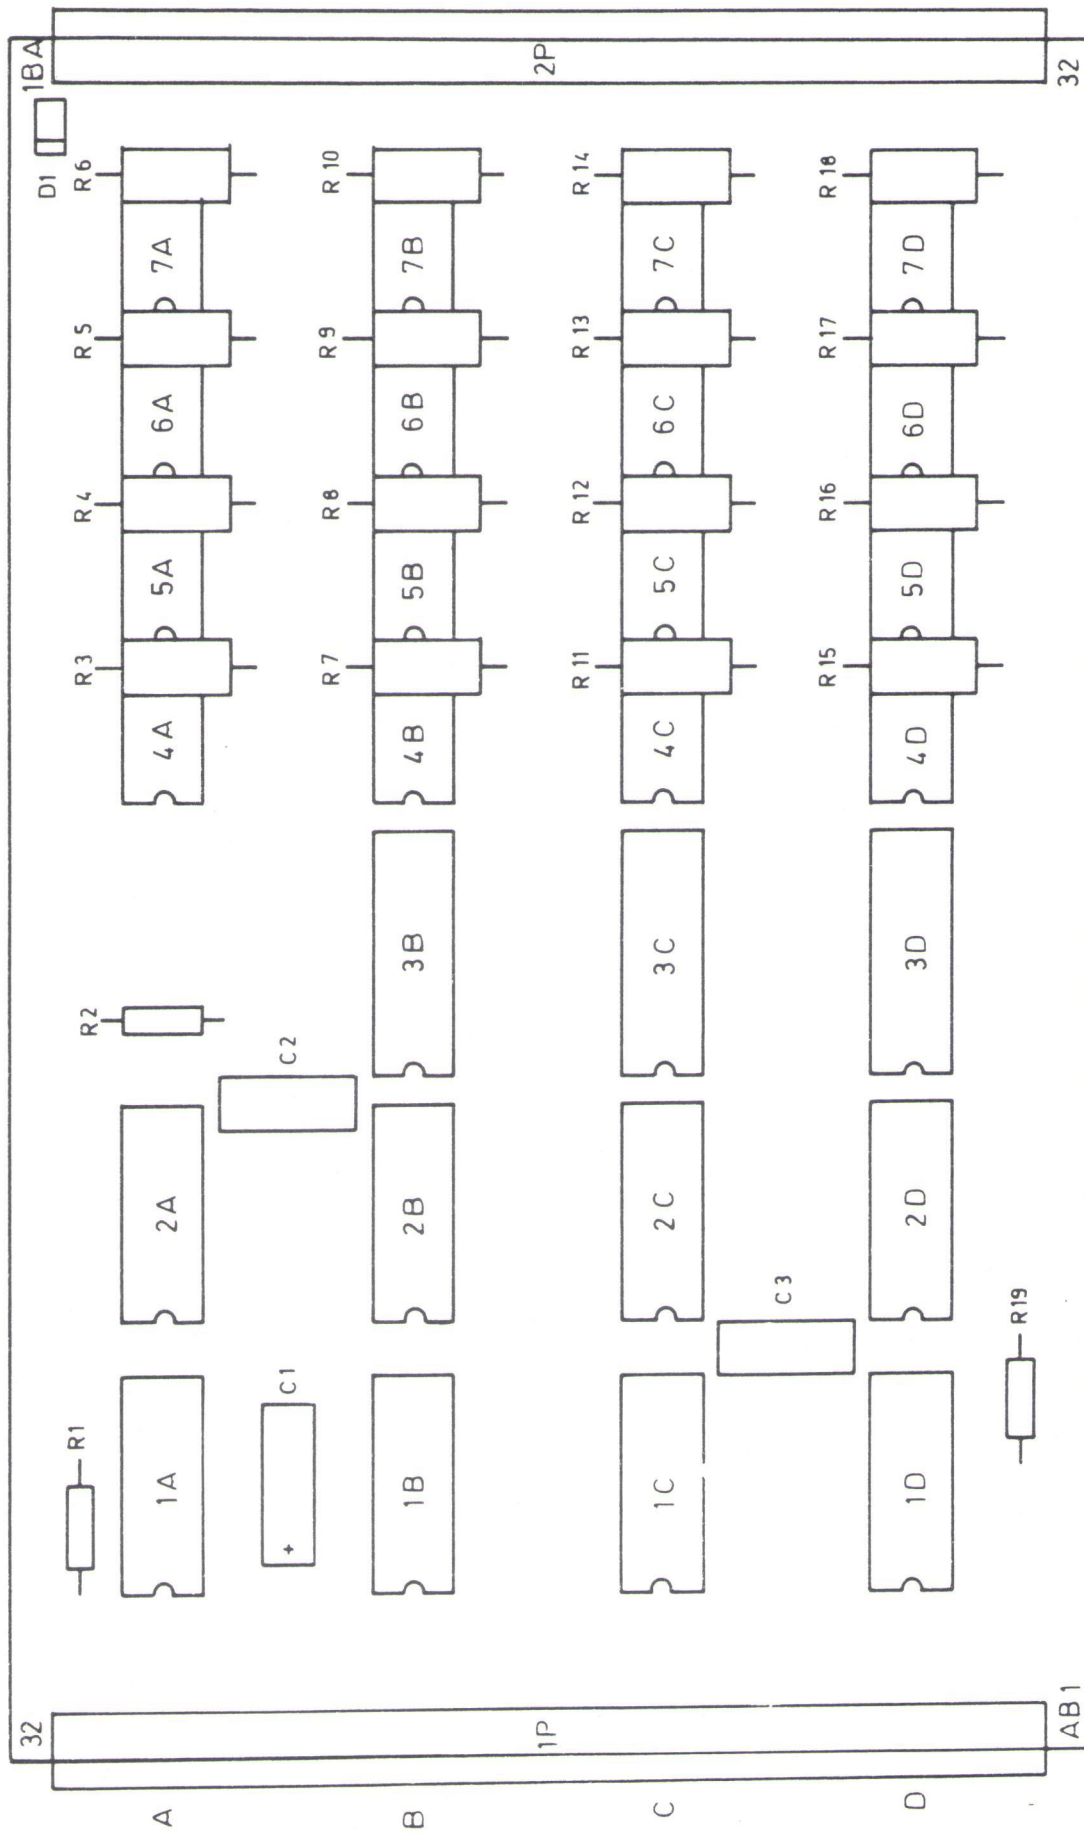 32 1BA
D1
R1 R2 R3 R4 R5 R6
A 1A 2A 4A 5A 6A 7A
+ C1 C2
R7 R8 R9 R10
B 1B 2B 3B 4B 5B 6B 7B
1P 2P
R11 R12 R13 R14
C 1C 2C 3C 4C 5C 6C 7C
C3
R15 R16 R17 R18
D 1D 2D 3D 4D 5D 6D 7D
R19
AB1 32